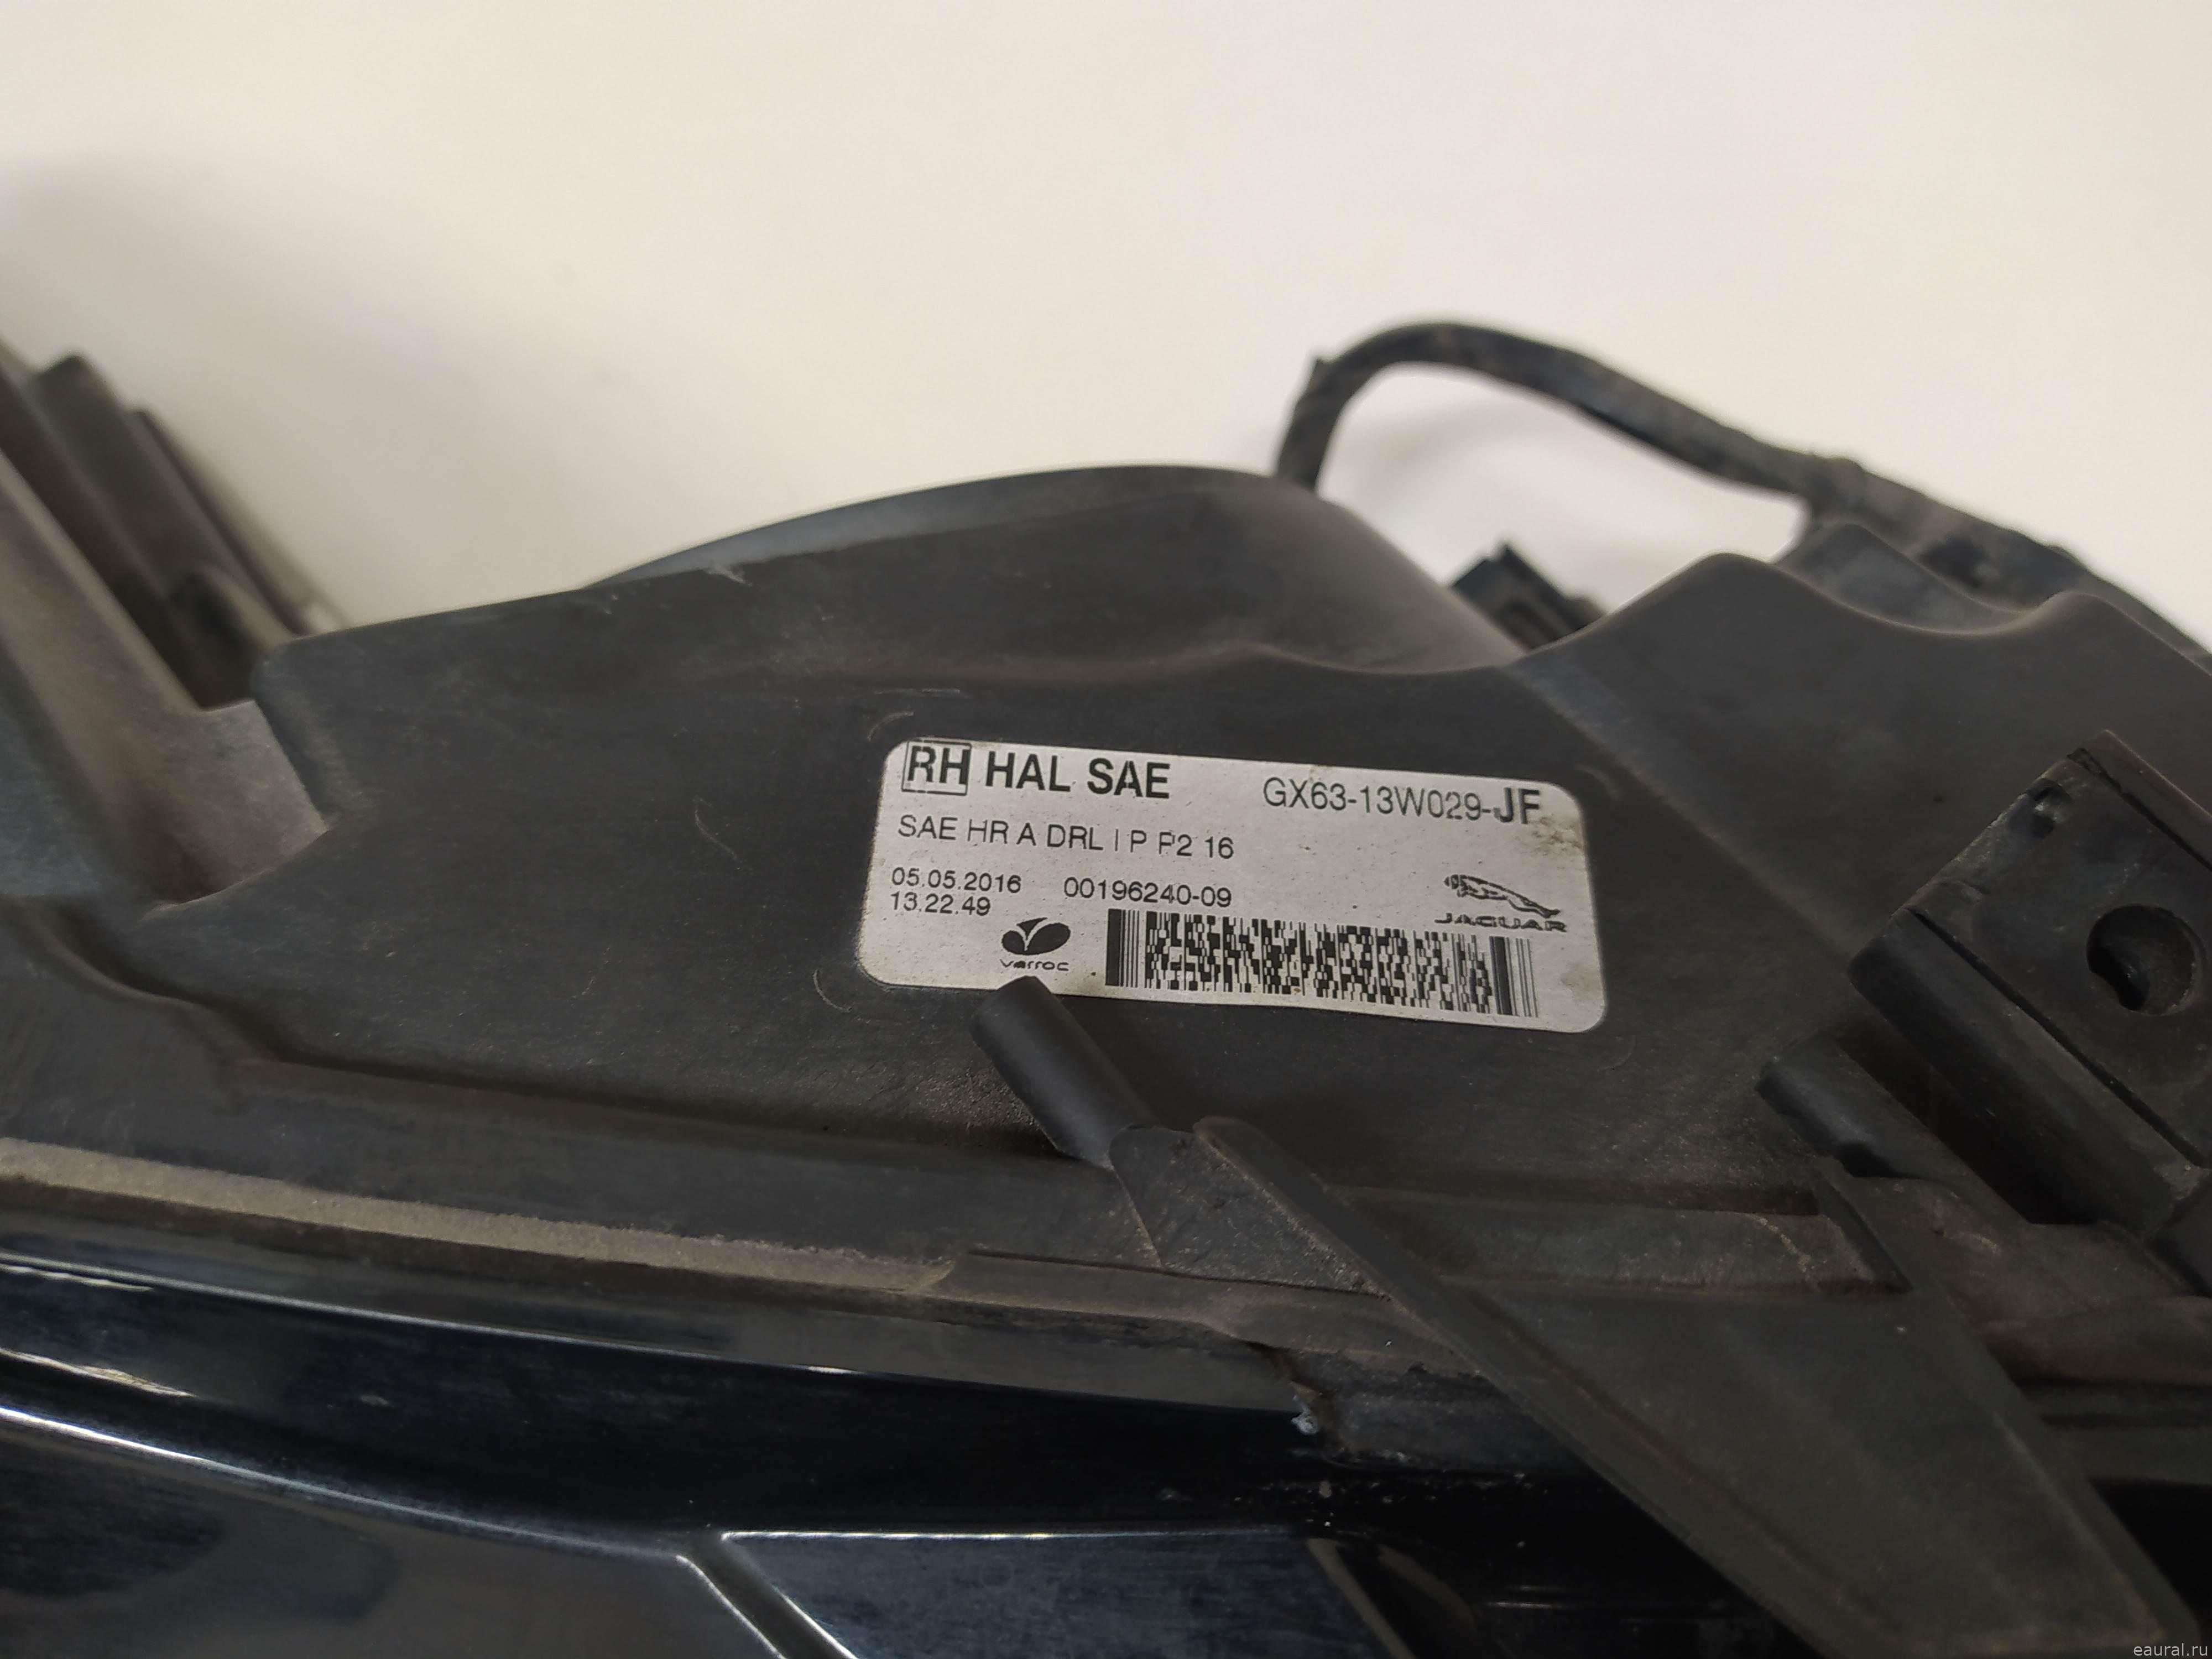 RH HAL SAE GX63-13W029-JF
SAE HR A DRL I P P2 16
05.05.2016 00196240-09
13.22.49
JAGUAR
varroc
eaural.ru